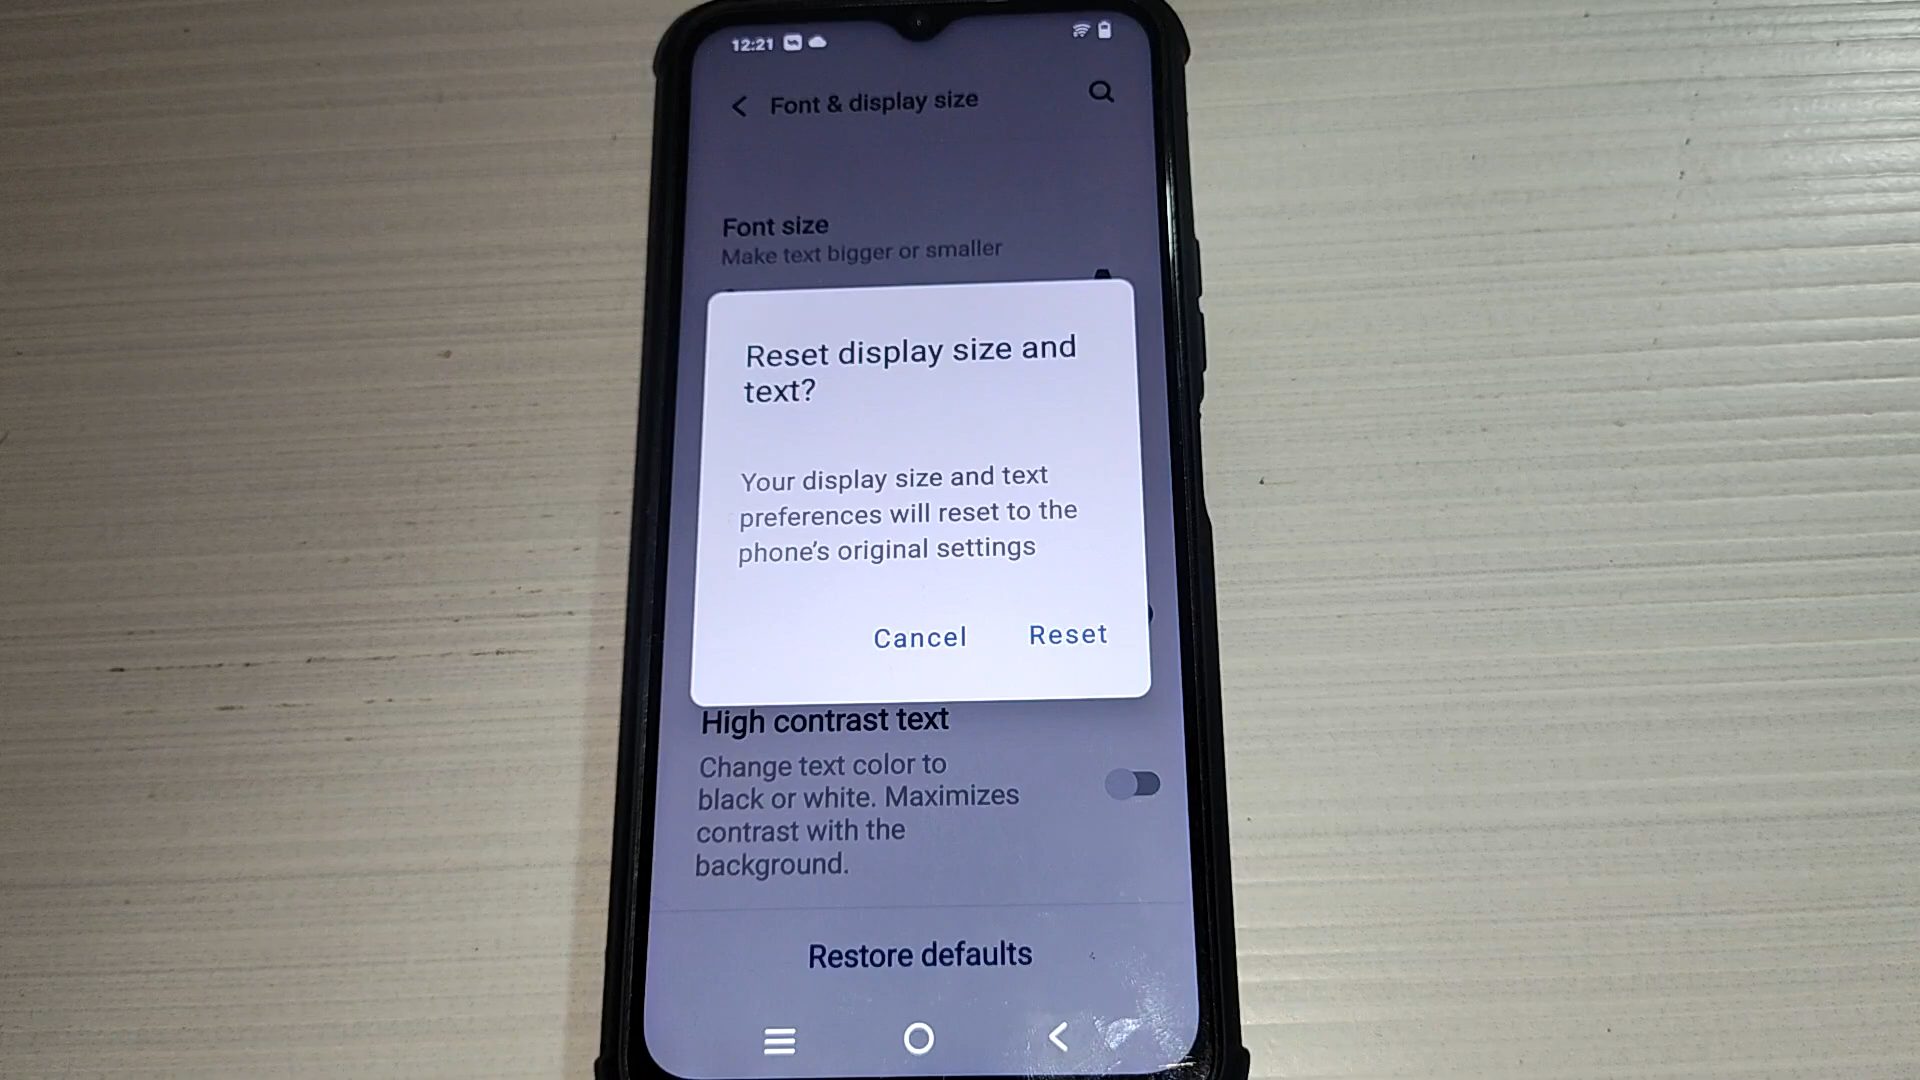 12:21
Font & display size
Font size
Make text bigger or smaller
Reset display size and
text?
Your display size and text
preferences will reset to the
phone’s original settings
Cancel Reset
High contrast text
Change text color to
black or white. Maximizes
contrast with the
background.
Restore defaults